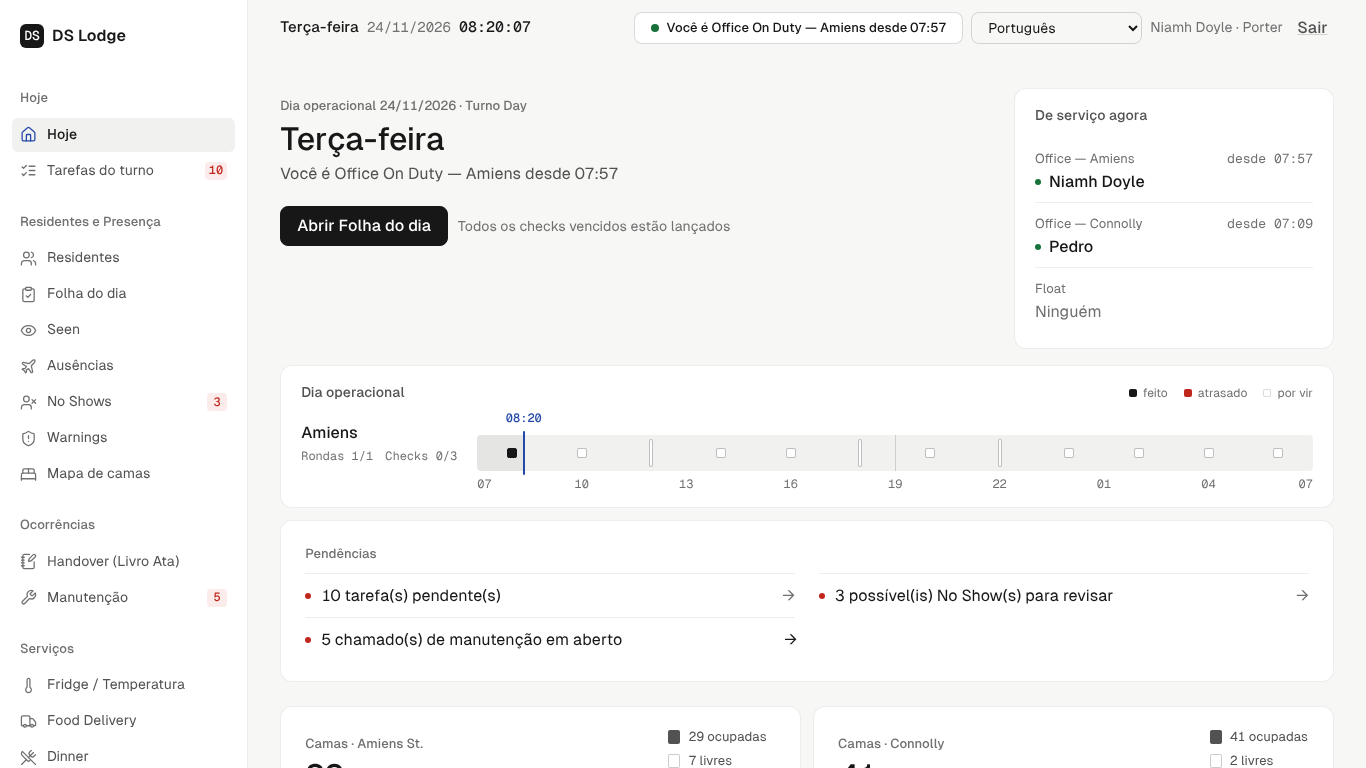 DS DS Lodge
Hoje
Hoje
Tarefas do turno 10
Residentes e Presença
Residentes
Folha do dia
Seen
Ausências
No Shows 3
Warnings
Mapa de camas
Ocorrências
Handover (Livro Ata)
Manutenção 5
Serviços
Fridge / Temperatura
Food Delivery
Dinner
Terça-feira 24/11/2026 08:20:07
Você é Office On Duty — Amiens desde 07:57
Português
Niamh Doyle · Porter
Sair
Dia operacional 24/11/2026 · Turno Day
Terça-feira
Você é Office On Duty — Amiens desde 07:57
Abrir Folha do dia
Todos os checks vencidos estão lançados
De serviço agora
Office — Amiens desde 07:57
Niamh Doyle
Office — Connolly desde 07:09
Pedro
Float
Ninguém
Dia operacional
feito atrasado por vir
08:20
Amiens
Rondas 1/1 Checks 0/3
07 10 13 16 19 22 01 04 07
Pendências
10 tarefa(s) pendente(s)
3 possível(is) No Show(s) para revisar
5 chamado(s) de manutenção em aberto
Camas · Amiens St.
29 ocupadas
7 livres
Camas · Connolly
41 ocupadas
2 livres